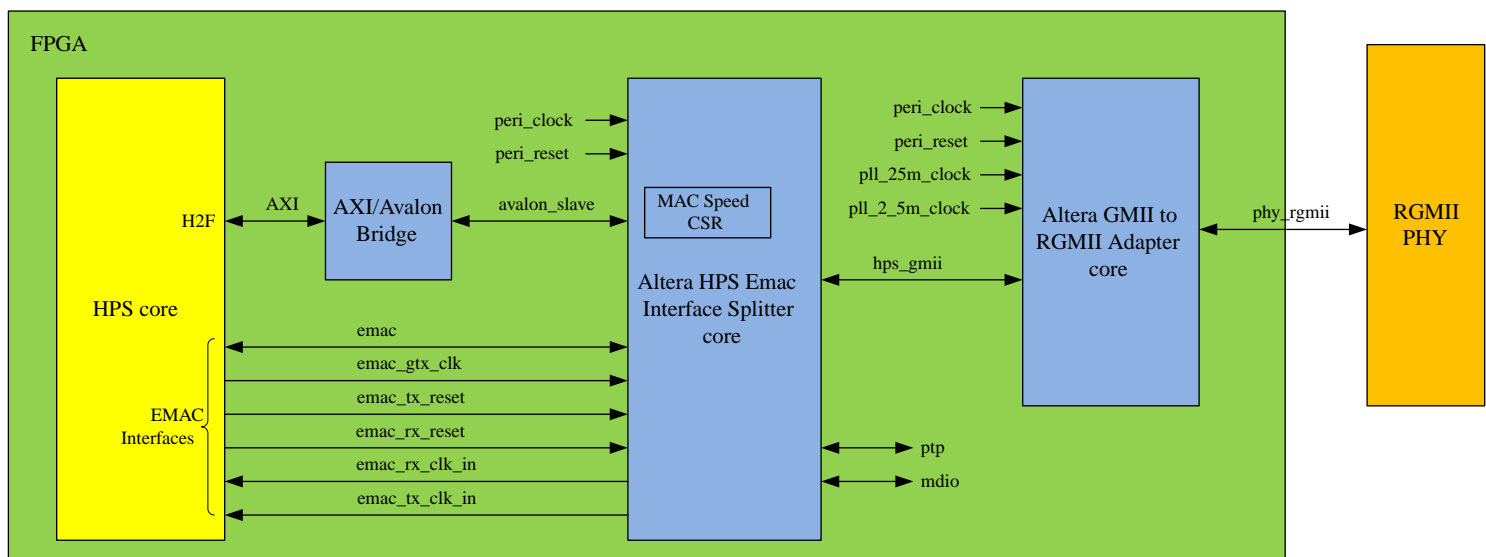 FPGA
HPS core
H2F
EMAC
Interfaces
AXI
AXI/Avalon
Bridge
avalon_slave
peri_clock
peri_reset
emac
emac_gtx_clk
emac_tx_reset
emac_rx_reset
emac_rx_clk_in
emac_tx_clk_in
MAC Speed
CSR
Altera HPS Emac
Interface Splitter
core
hps_gmii
ptp
mdio
peri_clock
peri_reset
pll_25m_clock
pll_2_5m_clock
Altera GMII to
RGMII Adapter
core
phy_rgmii
RGMII
PHY